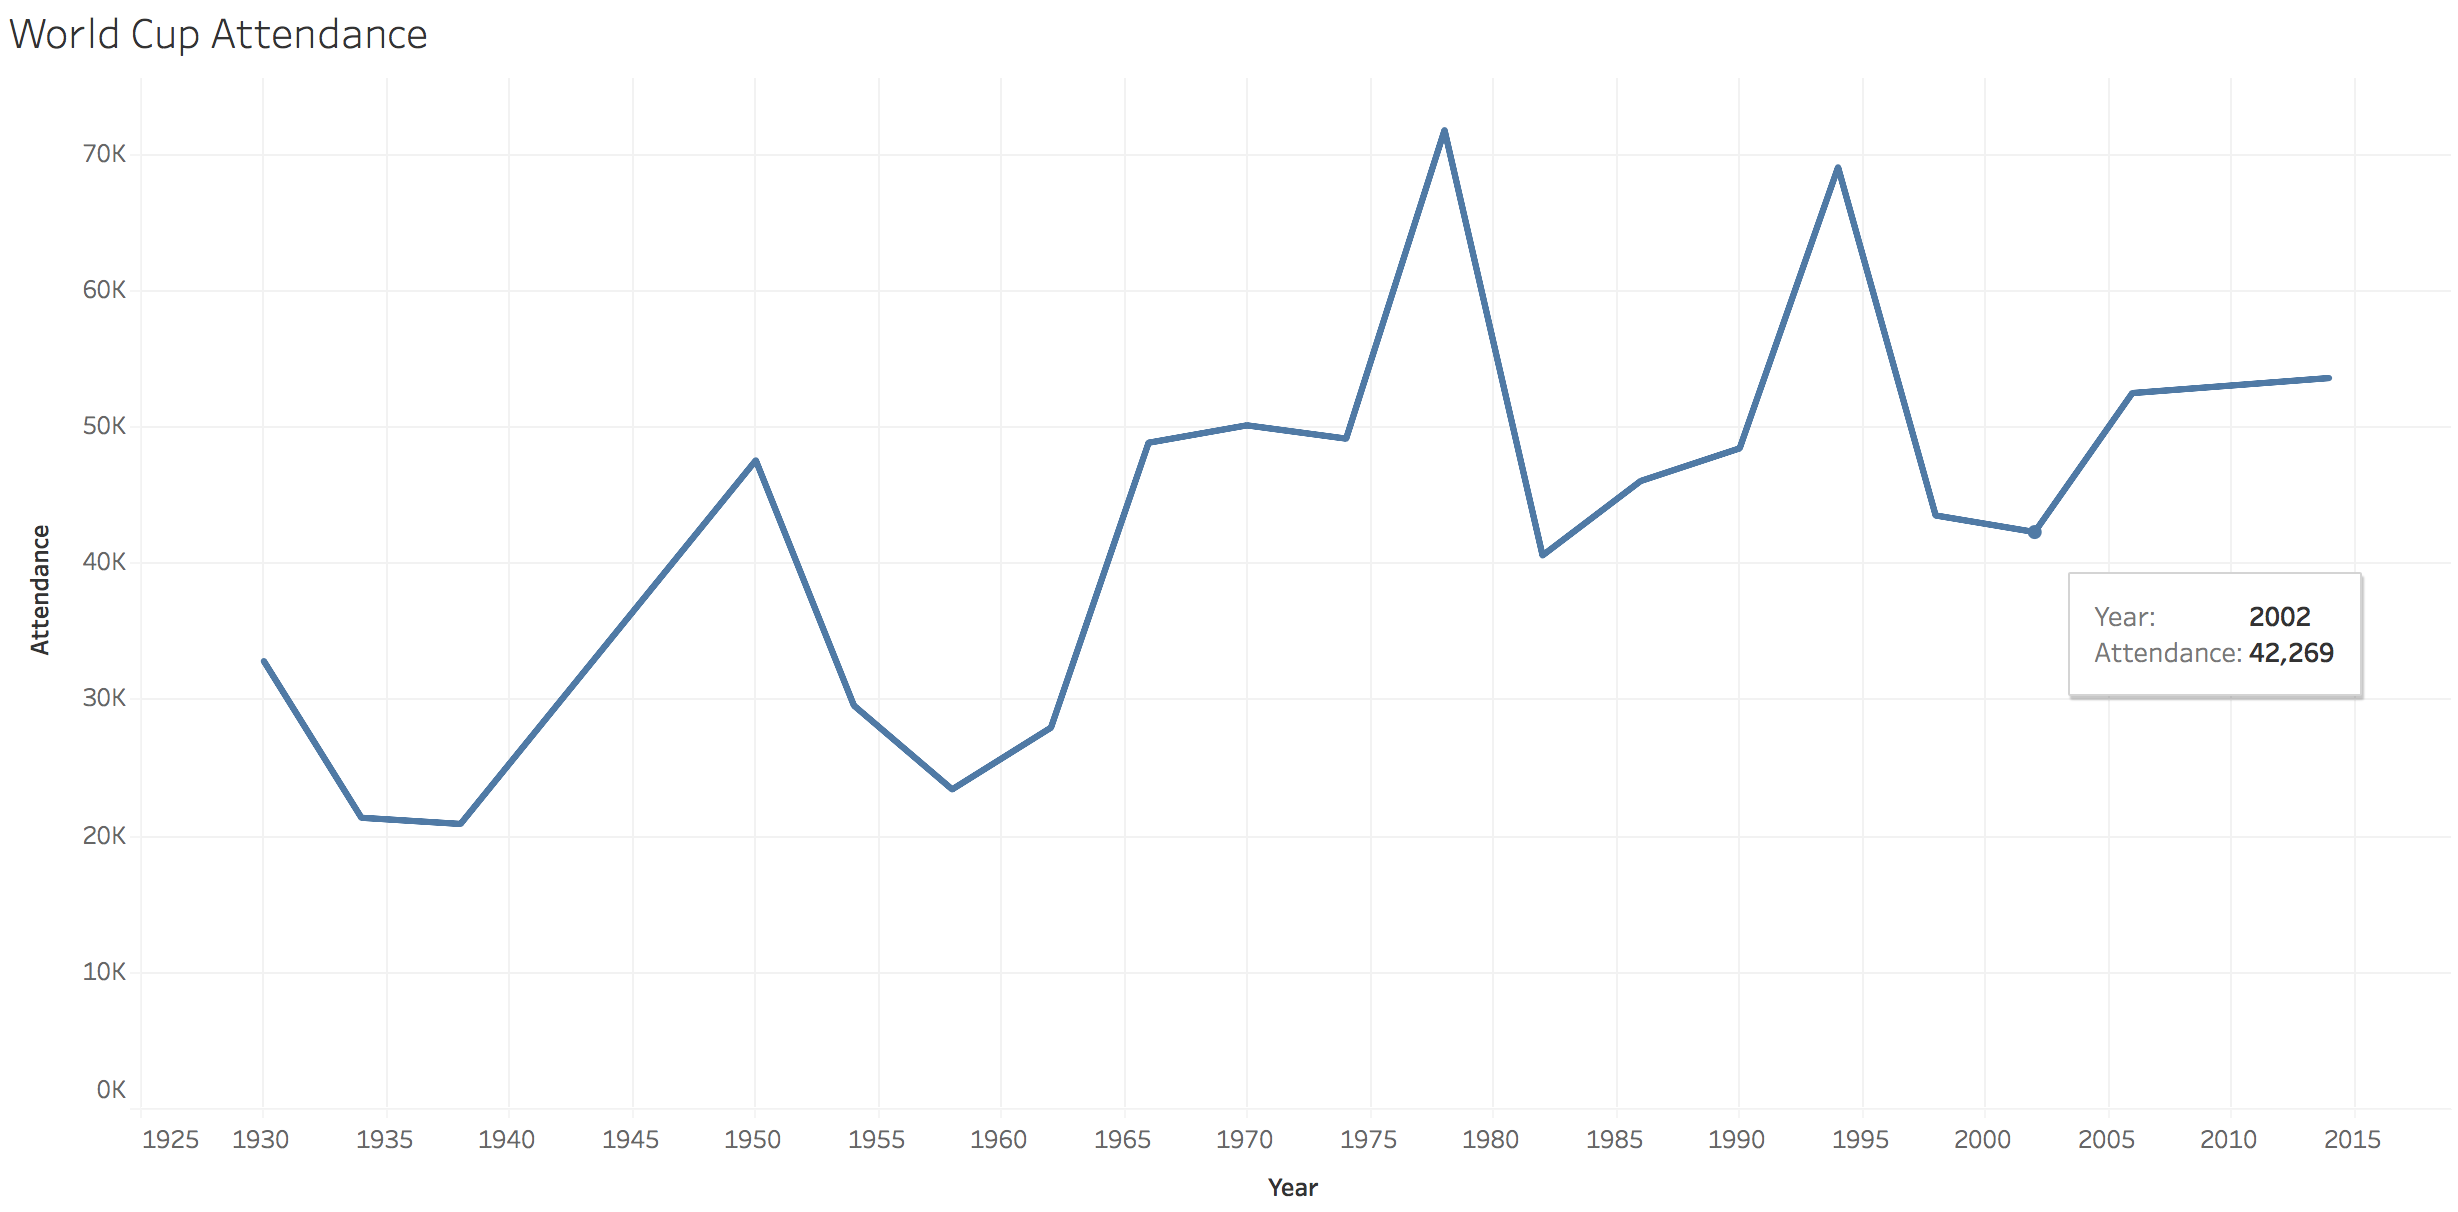 World Cup Attendance
70K
60K
50K
40K
30K
20K
10K
0K
Attendance
Year: 2002
Attendance: 42,269
1925 1930 1935 1940 1945 1950 1955 1960 1965 1970 1975 1980 1985 1990 1995 2000 2005 2010 2015
Year